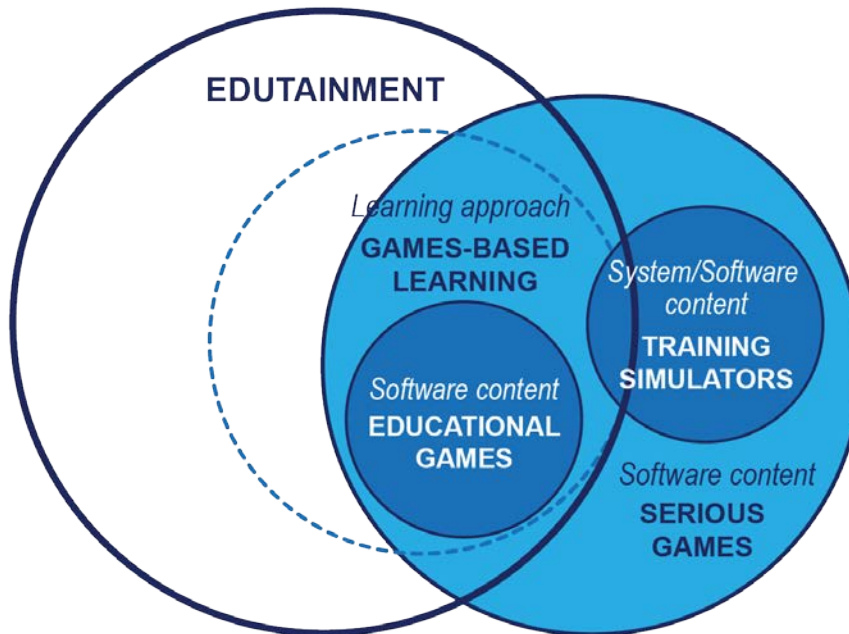 EDUTAINMENT
Learning approach
GAMES-BASED
LEARNING
System/Software
content
TRAINING
SIMULATORS
Software content
EDUCATIONAL
GAMES
Software content
SERIOUS
GAMES